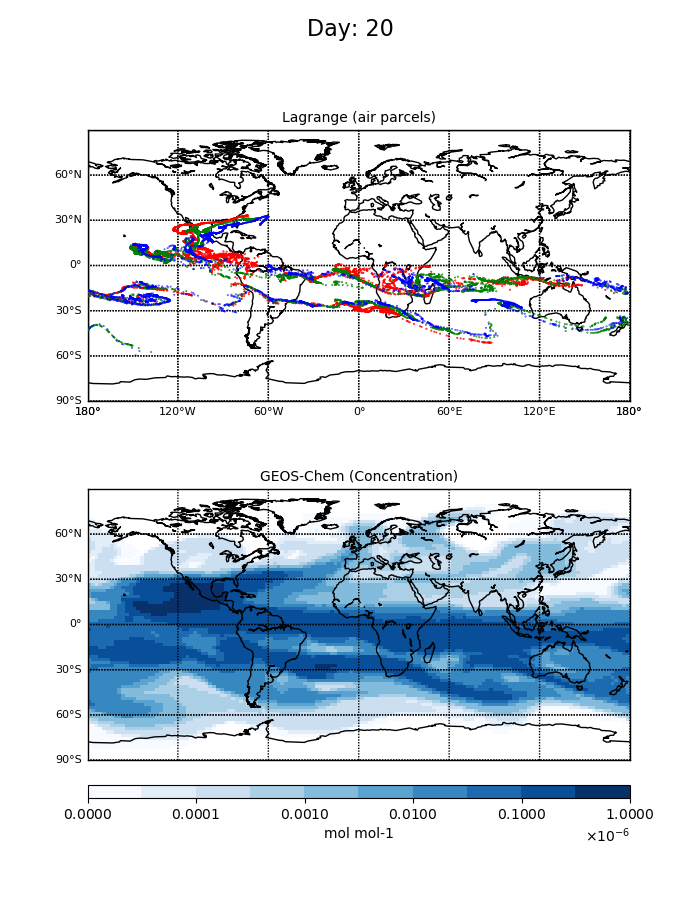 Day: 20
Lagrange (air parcels)
60°N
30°N
0°
30°S
60°S
90°S
180° 120°W 60°W 0° 60°E 120°E 180°
GEOS-Chem (Concentration)
60°N
30°N
0°
30°S
60°S
90°S
0.0000 0.0001 0.0010 0.0100 0.1000 1.0000
mol mol-1 ×10⁻⁶